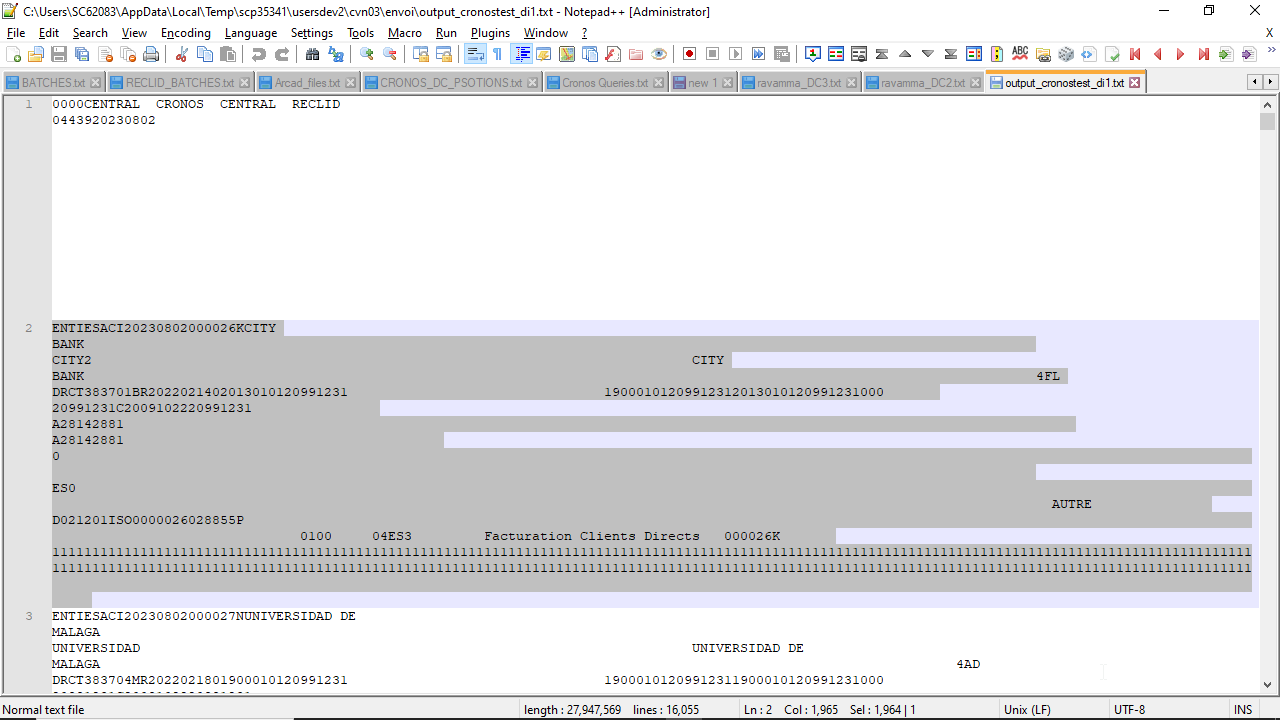 C:\Users\SC62083\AppData\Local\Temp\scp35341\usersdev2\cvn03\envoi\output_cronostest_di1.txt - Notepad++ [Administrator]
File Edit Search View Encoding Language Settings Tools Macro Run Plugins Window ? X
BATCHES.txt RECLID_BATCHES.txt Arcad_files.txt CRONOS_DC_PSOTIONS.txt Cronos Queries.txt new 1 ravamma_DC3.txt ravamma_DC2.txt output_cronostest_di1.txt
1 0000CENTRAL CRONOS CENTRAL RECLID
0443920230802
2 ENTIESACI20230802000026KCITY
BANK
CITY2 CITY
BANK 4FL
DRCT383701BR2022021402013010120991231 19000101209912312013010120991231000
20991231C2009102220991231
A28142881
A28142881
0
ES0
AUTRE
D021201ISO0000026028855P
0100 04ES3 Facturation Clients Directs 000026K
111111111111111111111111111111111111111111111111111111111111111111111111111111111111111111111111111111111111111111111111111111111111111111111111111111
111111111111111111111111111111111111111111111111111111111111111111111111111111111111111111111111111111111111111111111111111111111111111111111111111111
3 ENTIESACI20230802000027NUNIVERSIDAD DE
MALAGA
UNIVERSIDAD UNIVERSIDAD DE
MALAGA 4AD
DRCT383704MR2022021801900010120991231 19000101209912311900010120991231000
Normal text file length : 27,947,569 lines : 16,055 Ln : 2 Col : 1,965 Sel : 1,964 | 1 Unix (LF) UTF-8 INS